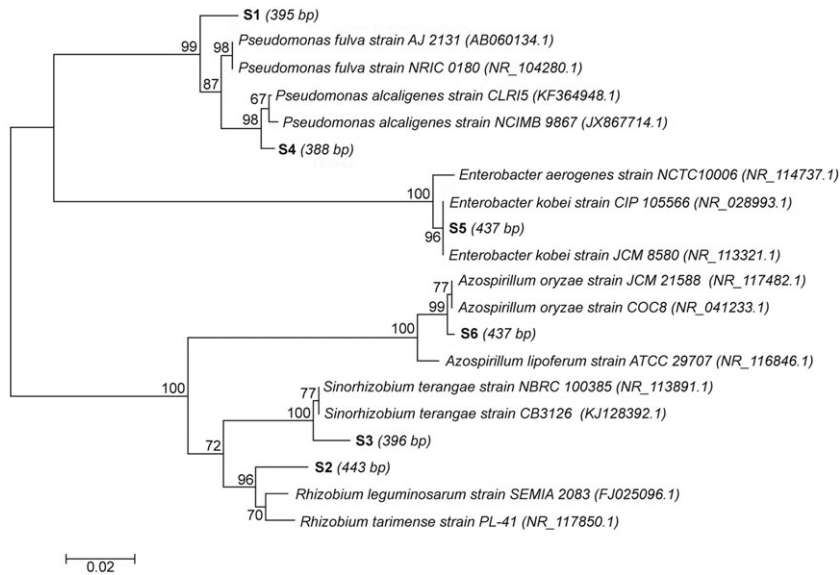 S1 (395 bp)
99
Pseudomonas fulva strain AJ 2131 (AB060134.1)
98
Pseudomonas fulva strain NRIC 0180 (NR_104280.1)
87
67
Pseudomonas alcaligenes strain CLRI5 (KF364948.1)
98
Pseudomonas alcaligenes strain NCIMB 9867 (JX867714.1)
S4 (388 bp)
Enterobacter aerogenes strain NCTC10006 (NR_114737.1)
100
Enterobacter kobei strain CIP 105566 (NR_028993.1)
S5 (437 bp)
96
Enterobacter kobei strain JCM 8580 (NR_113321.1)
Azospirillum oryzae strain JCM 21588 (NR_117482.1)
77
99
Azospirillum oryzae strain COC8 (NR_041233.1)
100
S6 (437 bp)
Azospirillum lipoferum strain ATCC 29707 (NR_116846.1)
100
Sinorhizobium terangae strain NBRC 100385 (NR_113891.1)
77
100
Sinorhizobium terangae strain CB3126 (KJ128392.1)
72
S3 (396 bp)
S2 (443 bp)
96
Rhizobium leguminosarum strain SEMIA 2083 (FJ025096.1)
70
Rhizobium tarimense strain PL-41 (NR_117850.1)
0.02